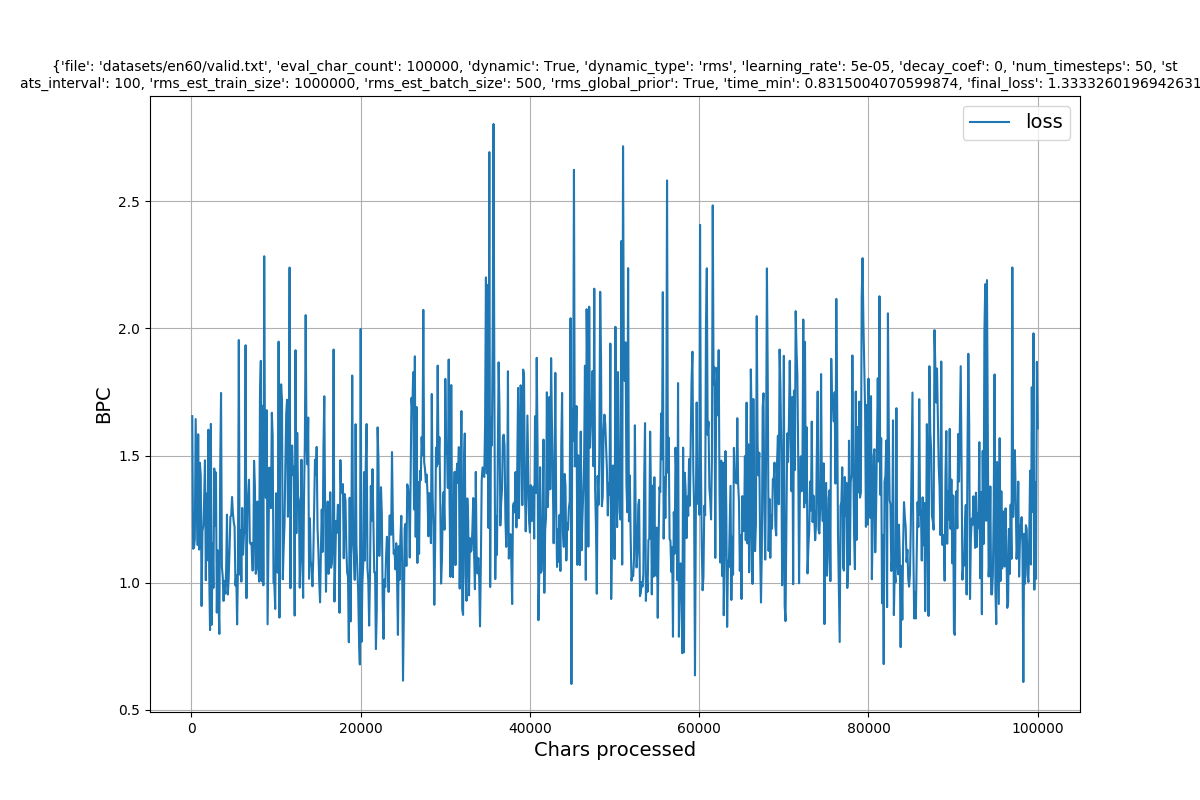 {'file': 'datasets/en60/valid.txt', 'eval_char_count': 100000, 'dynamic': True, 'dynamic_type': 'rms', 'learning_rate': 5e-05, 'decay_coef': 0, 'num_timesteps': 50, 'st
ats_interval': 100, 'rms_est_train_size': 1000000, 'rms_est_batch_size': 500, 'rms_global_prior': True, 'time_min': 0.8315004070599874, 'final_loss': 1.3333260196942631
loss
2.5
2.0
1.5
1.0
0.5
BPC
0 20000 40000 60000 80000 100000
Chars processed